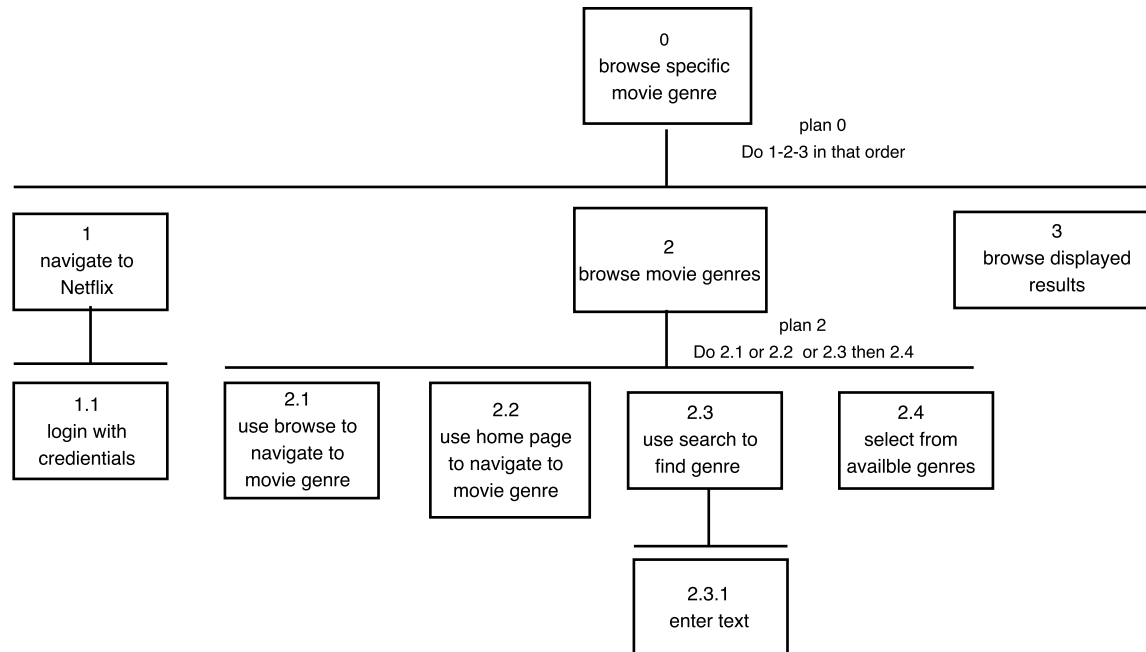 0
browse specific
movie genre
plan 0
Do 1-2-3 in that order
1
navigate to
Netflix
2
browse movie genres
3
browse displayed
results
plan 2
Do 2.1 or 2.2 or 2.3 then 2.4
1.1
login with
credientials
2.1
use browse to
navigate to
movie genre
2.2
use home page
to navigate to
movie genre
2.3
use search to
find genre
2.4
select from
availble genres
2.3.1
enter text